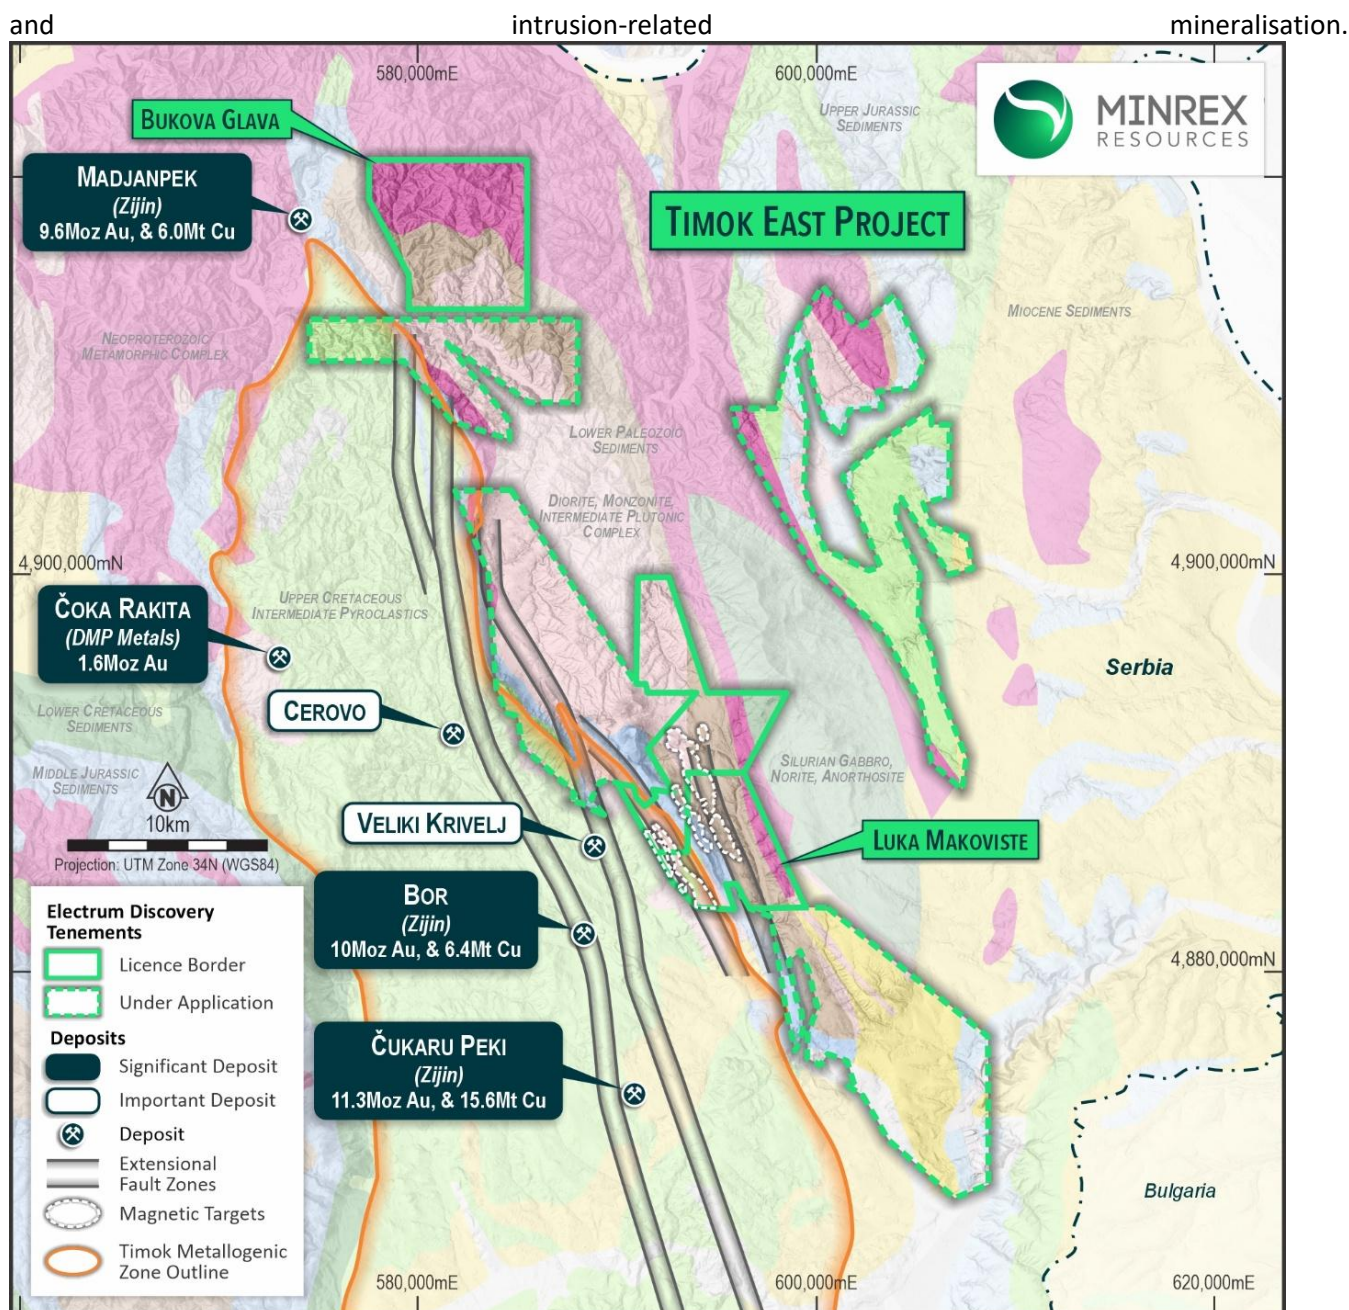 and intrusion-related mineralisation.
580,000mE
600,000mE
MINREX
RESOURCES
UPPER JURASSIC
SEDIMENTS
BUKOVA GLAVA
MADJANPEK
(Zijin)
9.6Moz Au, & 6.0Mt Cu
TIMOK EAST PROJECT
MIOCENE SEDIMENTS
NEOPROTEROZOIC
METAMORPHIC COMPLEX
LOWER PALEOZOIC
SEDIMENTS
DIORITE, MONZONITE,
INTERMEDIATE PLUTONIC
COMPLEX
4,900,000mN
4,900,000mN
UPPER CRETACEOUS
INTERMEDIATE PYROCLASTICS
ČOKA RAKITA
(DMP Metals)
1.6Moz Au
Serbia
CEROVO
LOWER CRETACEOUS
SEDIMENTS
MIDDLE JURASSIC
SEDIMENTS
SILURIAN GABBRO,
NORITE, ANORTHOSITE
N
10km
Projection: UTM Zone 34N (WGS84)
VELIKI KRIVELJ
LUKA MAKOVISTE
BOR
(Zijin)
10Moz Au, & 6.4Mt Cu
4,880,000mN
ČUKARU PEKI
(Zijin)
11.3Moz Au, & 15.6Mt Cu
Electrum Discovery
Tenements
Licence Border
Under Application
Deposits
Significant Deposit
Important Deposit
Deposit
Extensional
Fault Zones
Magnetic Targets
Timok Metallogenic
Zone Outline
Bulgaria
580,000mE
600,000mE
620,000mE